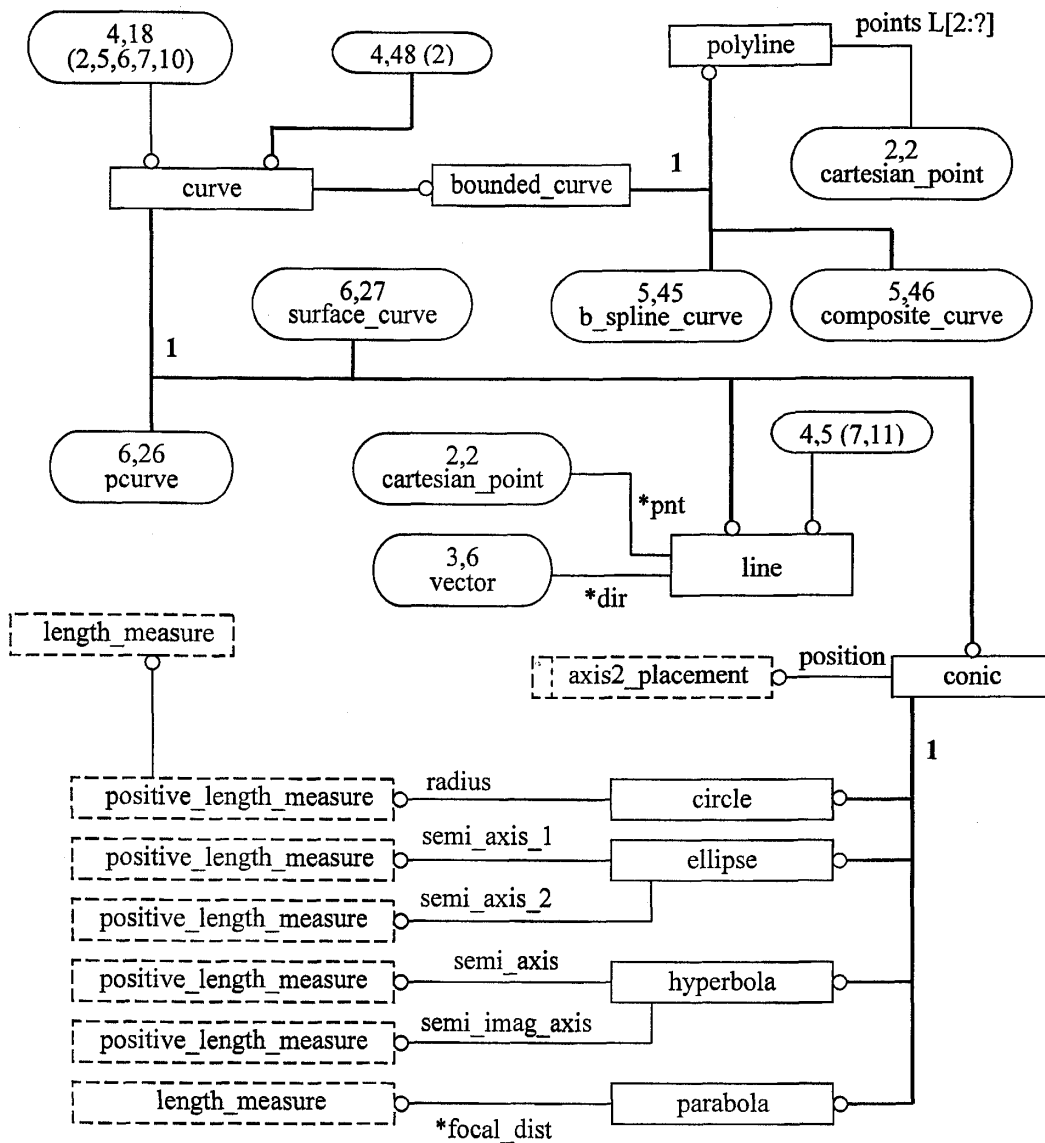 4,18
(2,5,6,7,10)
4,48 (2)
polyline
points L[2:?]
2,2
cartesian_point
curve
bounded_curve
1
6,27
surface_curve
5,45
b_spline_curve
5,46
composite_curve
1
6,26
pcurve
2,2
cartesian_point
4,5 (7,11)
*pnt
3,6
vector
*dir
line
length_measure
axis2_placement
position
conic
1
positive_length_measure
radius
circle
positive_length_measure
semi_axis_1
ellipse
positive_length_measure
semi_axis_2
positive_length_measure
semi_axis
hyperbola
positive_length_measure
semi_imag_axis
length_measure
*focal_dist
parabola